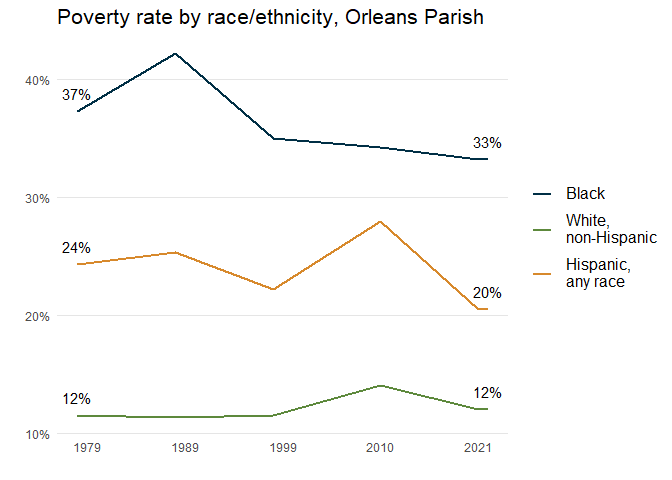 Poverty rate by race/ethnicity, Orleans Parish
40%
30%
20%
10%
37%
33%
24%
20%
12%
12%
1979
1989
1999
2010
2021
Black
White,
non-Hispanic
Hispanic,
any race